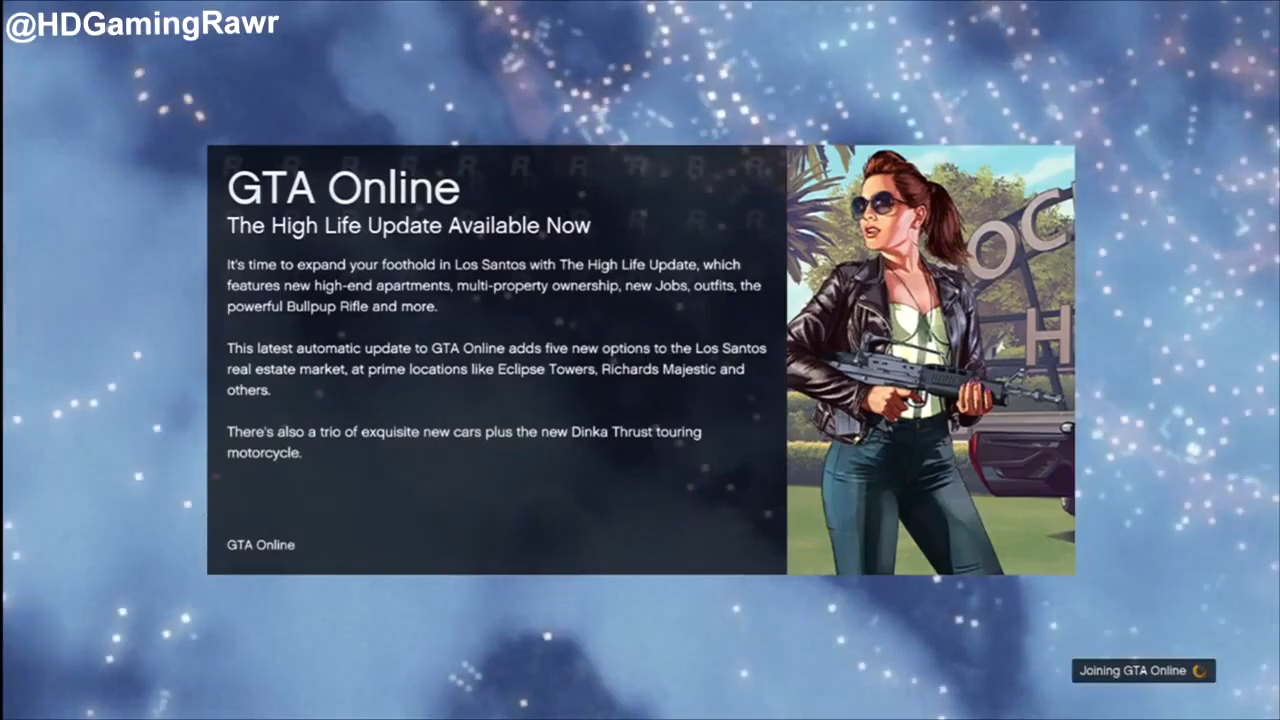 @HDGamingRawr
GTA Online
The High Life Update Available Now
It's time to expand your foothold in Los Santos with The High Life Update, which
features new high-end apartments, multi-property ownership, new Jobs, outfits, the
powerful Bullpup Rifle and more.
This latest automatic update to GTA Online adds five new options to the Los Santos
real estate market, at prime locations like Eclipse Towers, Richards Majestic and
others.
There's also a trio of exquisite new cars plus the new Dinka Thrust touring
motorcycle.
GTA Online
OC
H
Joining GTA Online